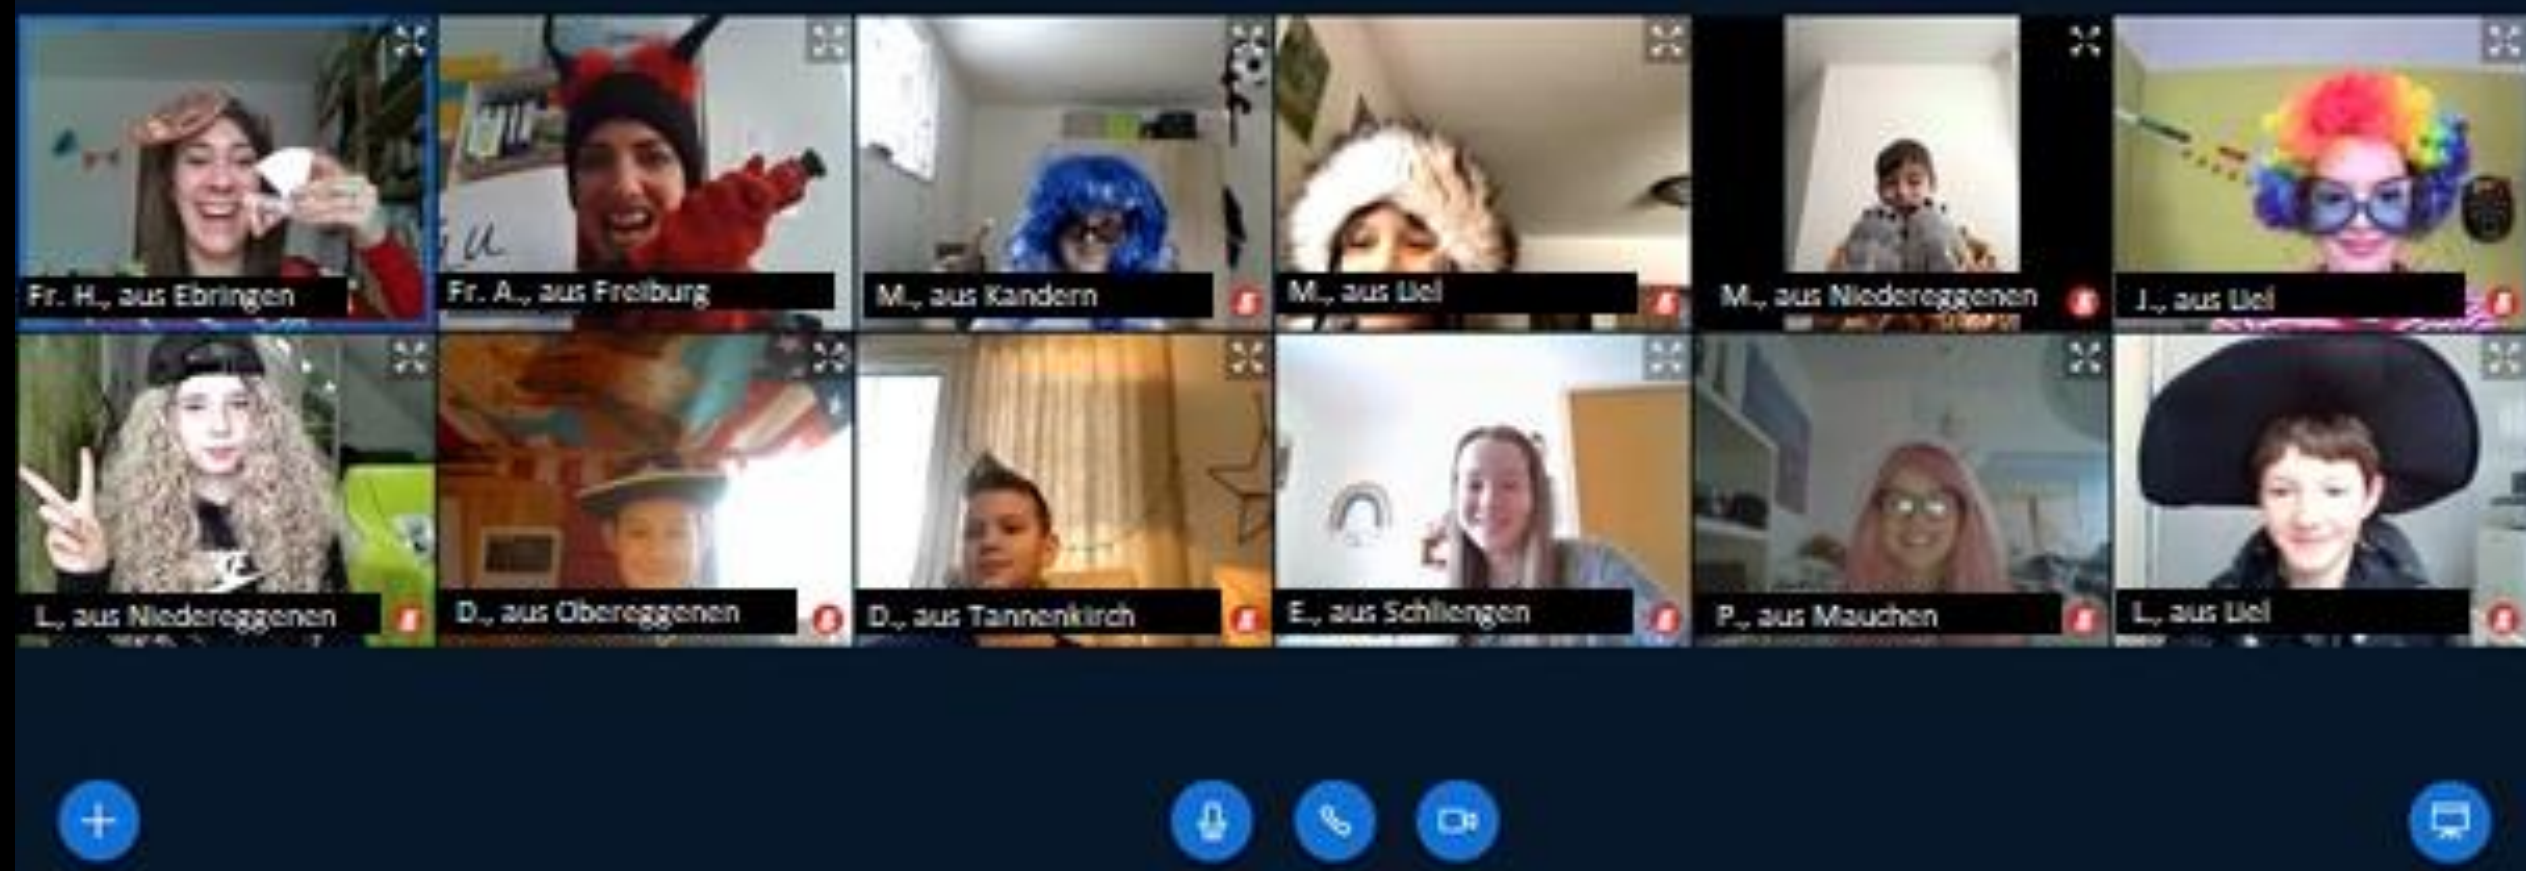 Fr. H., aus Ebringen
Fr. A., aus Freiburg
M., aus Kandern
M., aus Liel
M., aus Niedereggenen
J., aus Liel
L., aus Niedereggenen
D., aus Obereggenen
D., aus Tannenkirch
E., aus Schliengen
P., aus Mauchen
L., aus Liel